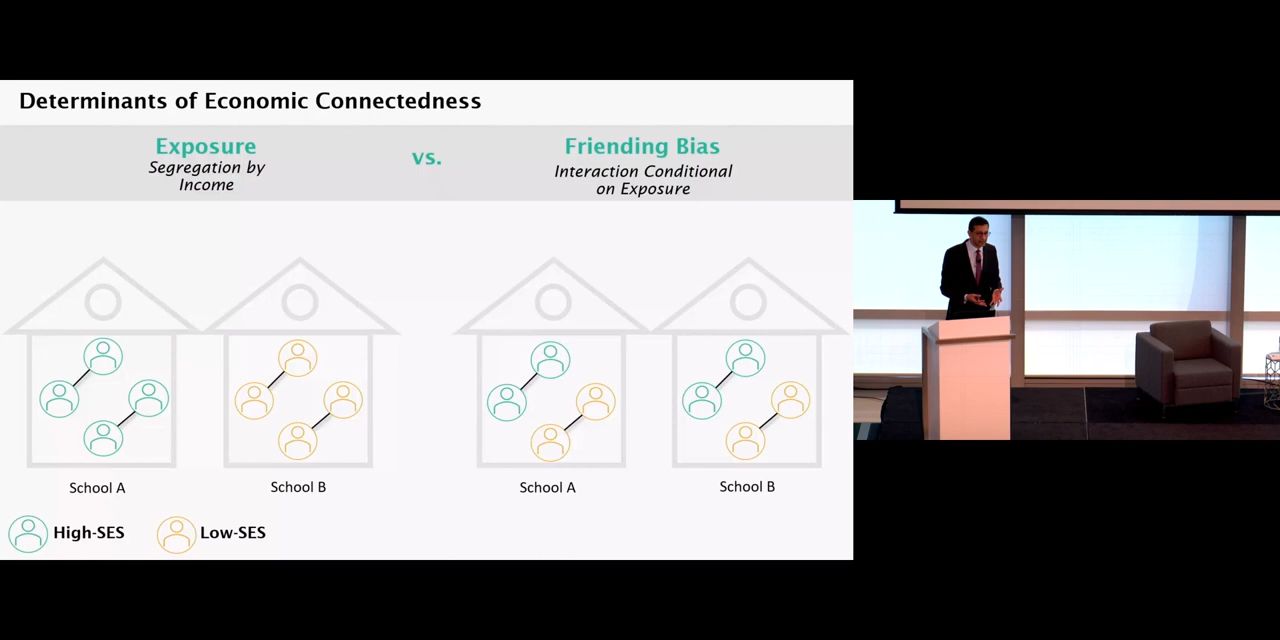 Determinants of Economic Connectedness
Exposure
Segregation by
Income
vs.
Friending Bias
Interaction Conditional
on Exposure
School A
School B
School A
School B
High-SES
Low-SES